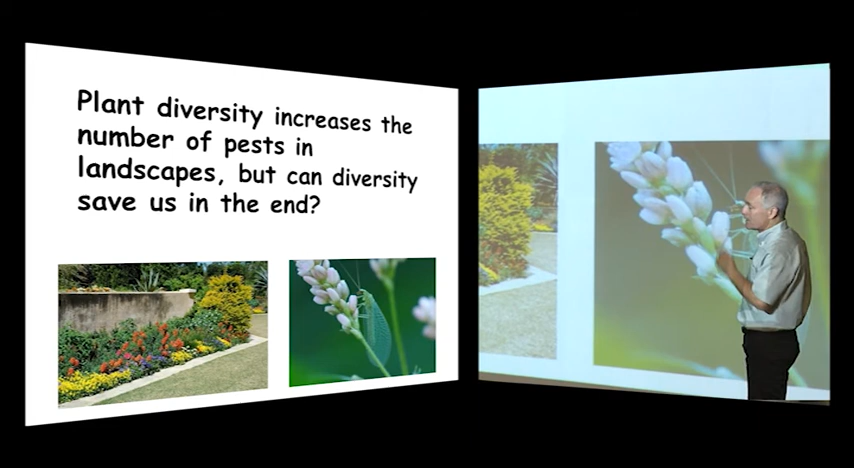 Plant diversity increases the
number of pests in
landscapes, but can diversity
save us in the end?